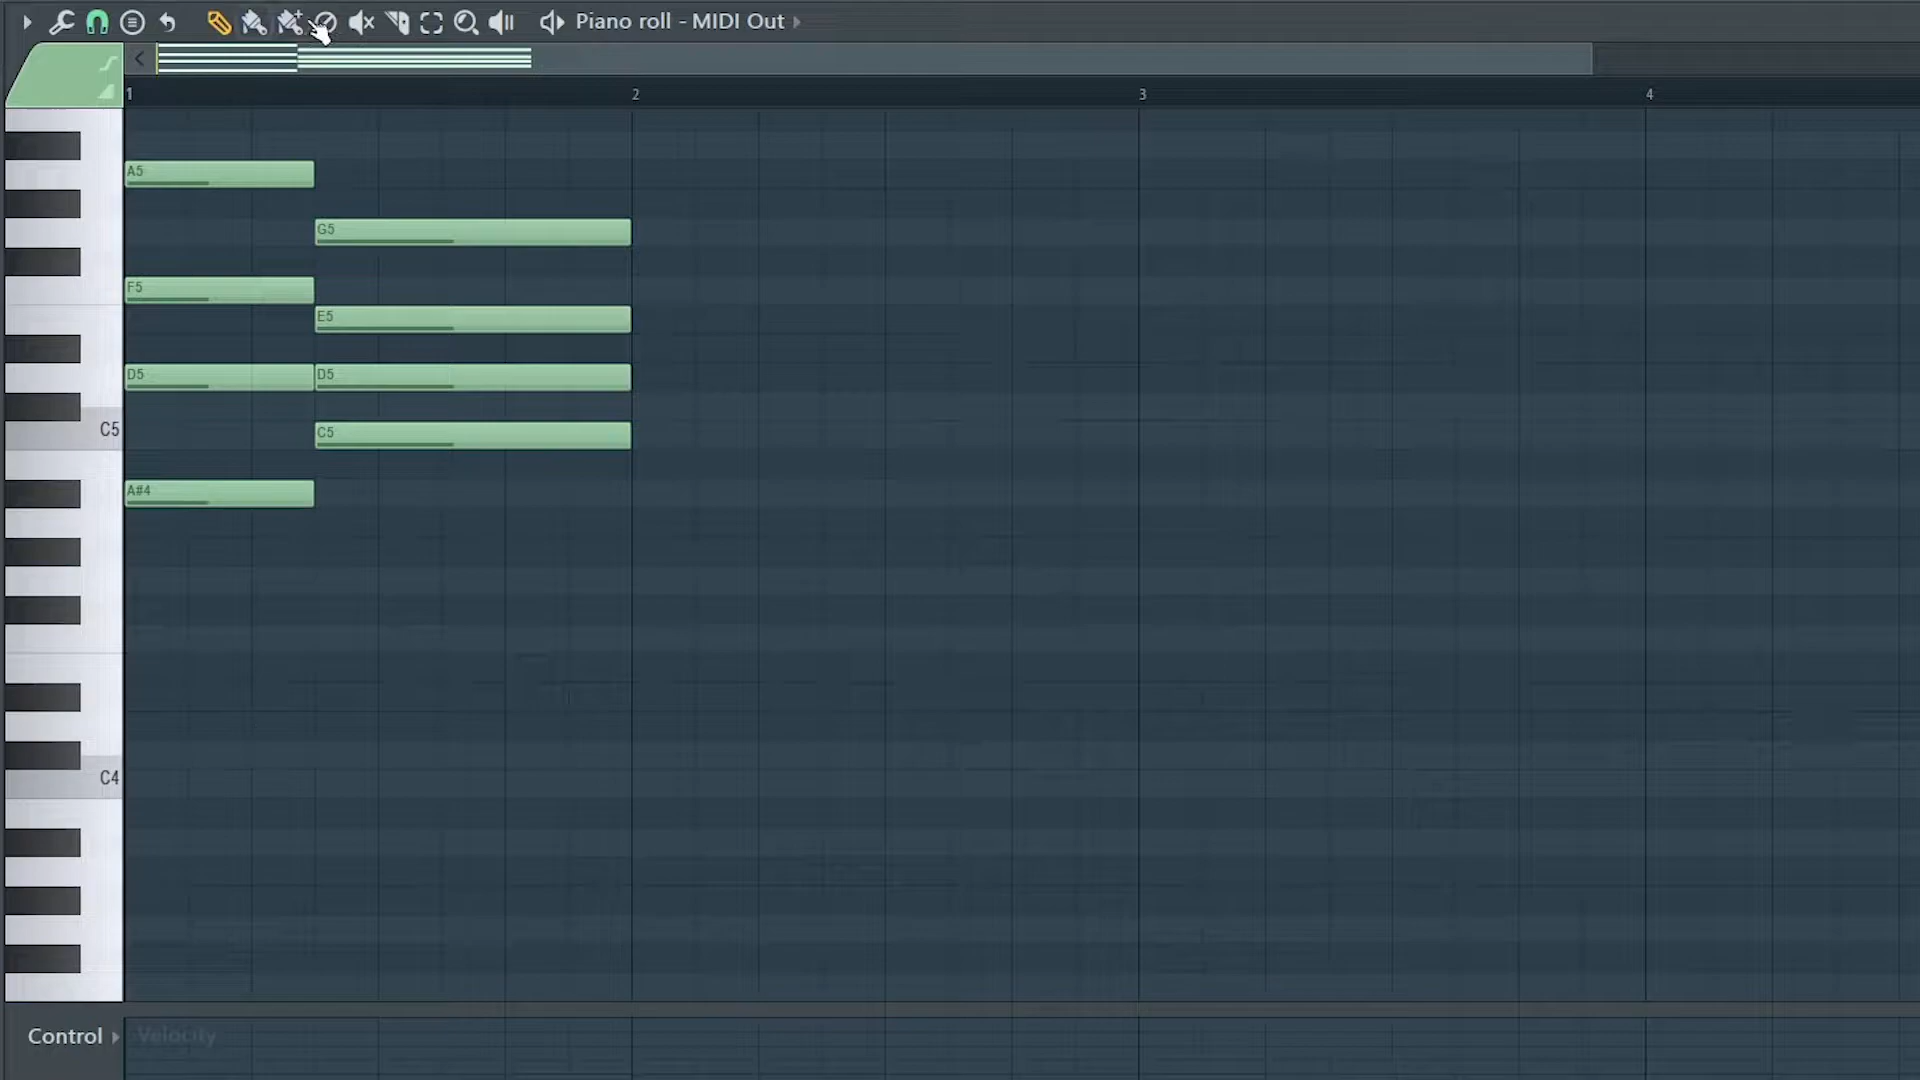 Piano roll - MIDI Out
1 2 3 4
A5
G5
F5
E5
D5 D5
C5
C5
A#4
C4
Control Velocity